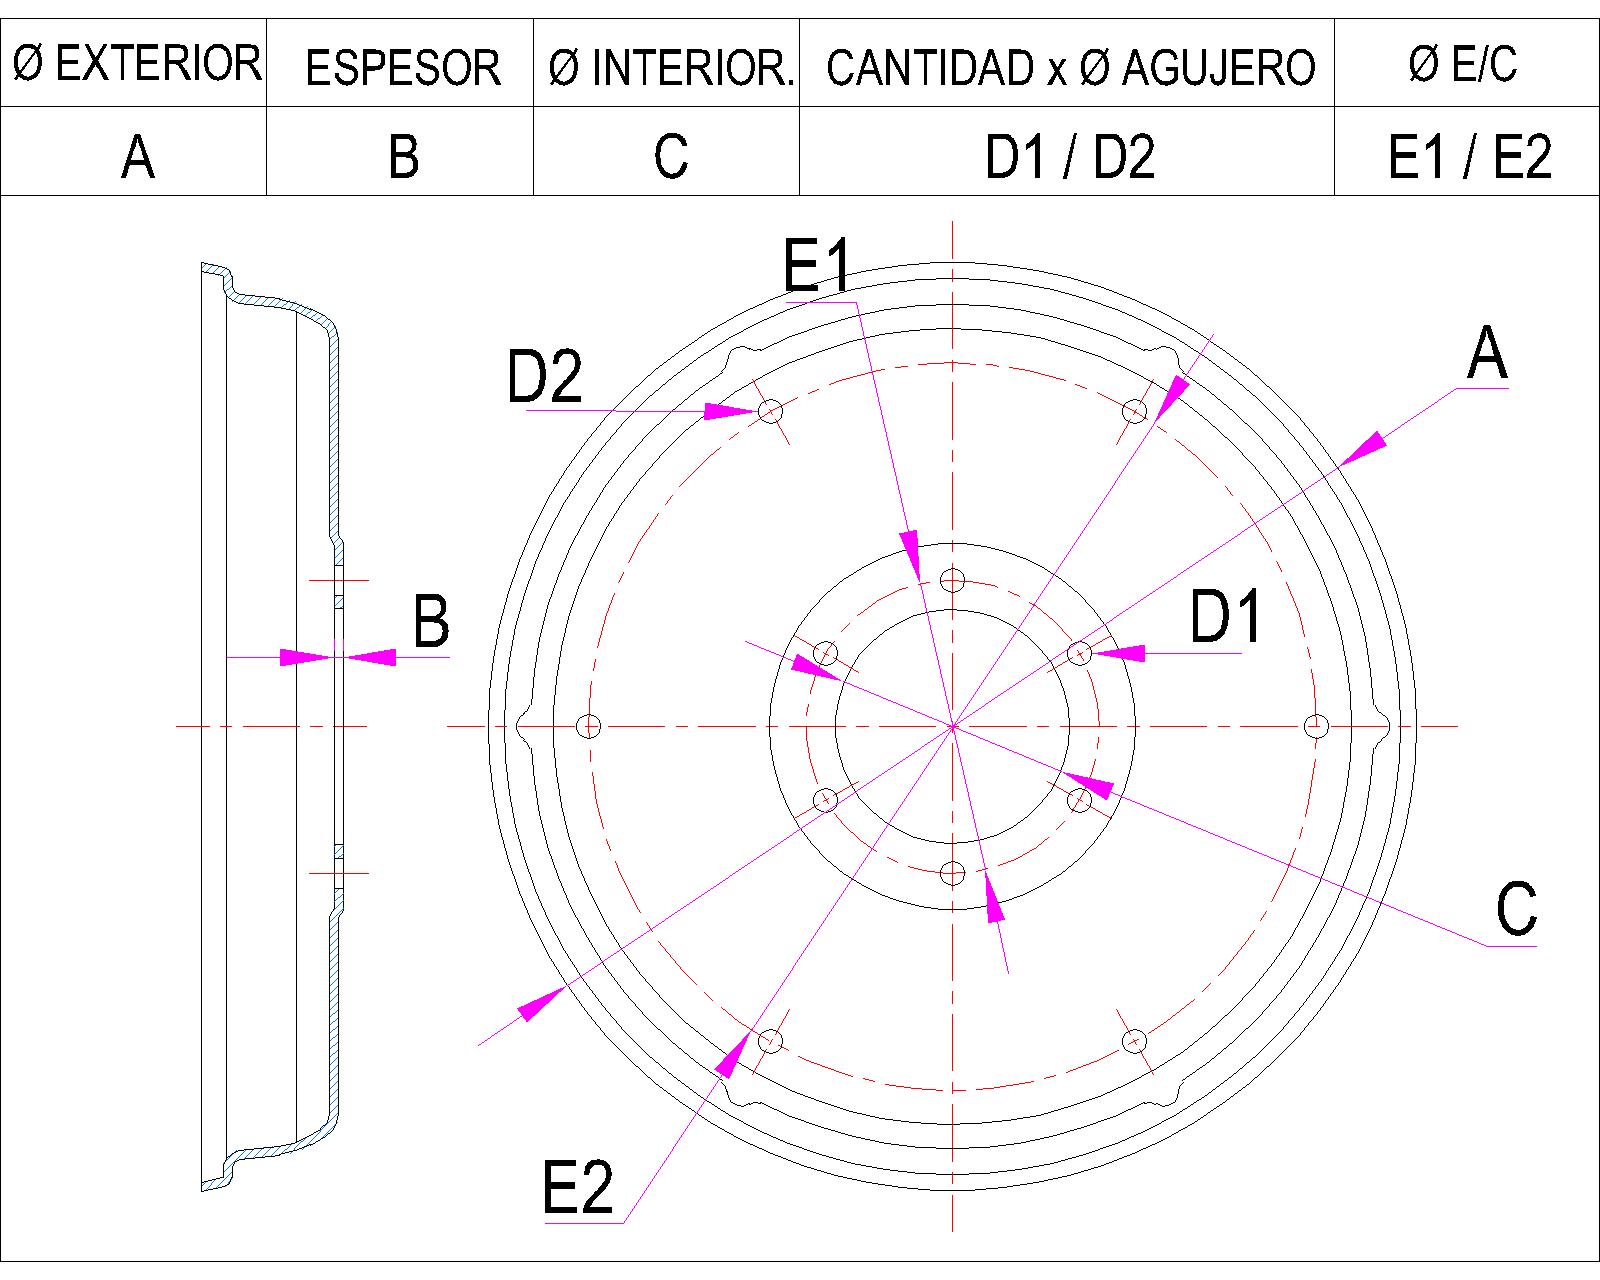 Ø EXTERIOR ESPESOR Ø INTERIOR. CANTIDAD x Ø AGUJERO Ø E/C
A B C D1 / D2 E1 / E2
E1
A
D2
B
D1
C
E2